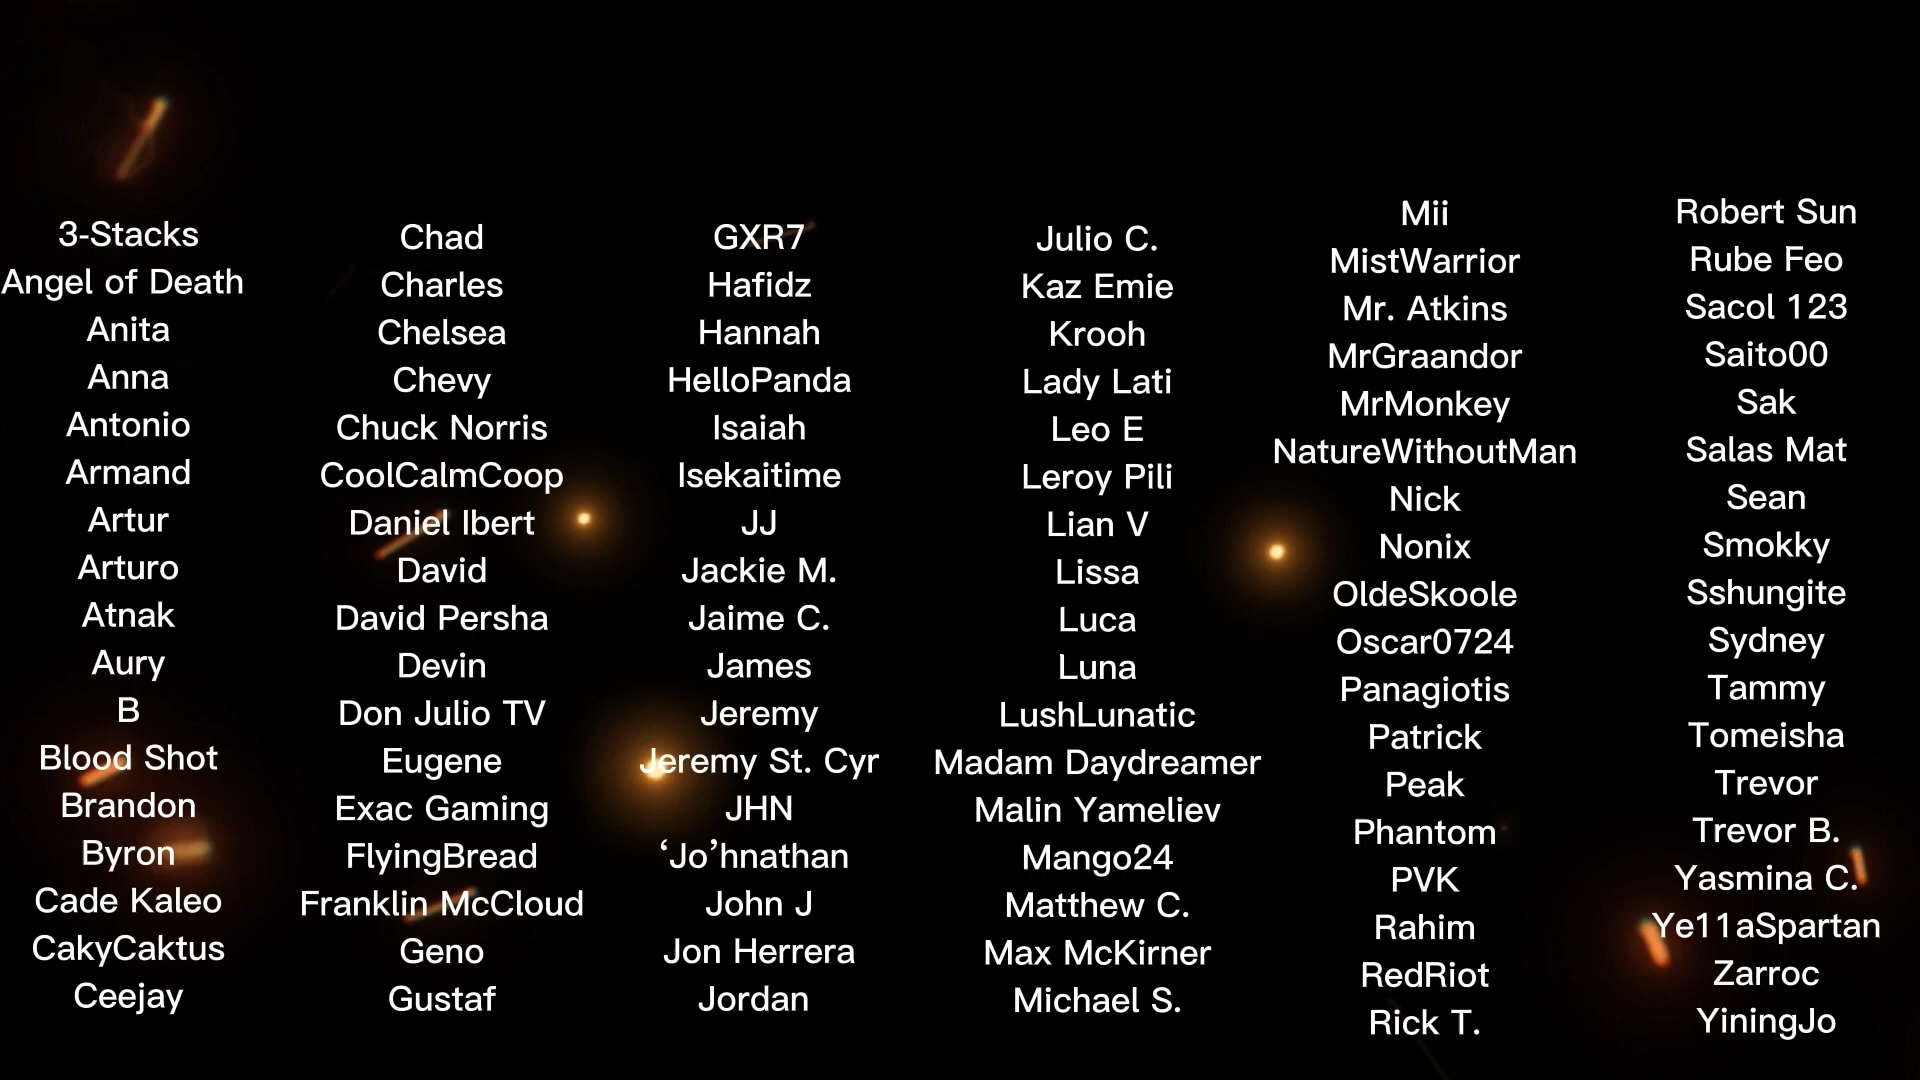 3-Stacks
Angel of Death
Anita
Anna
Antonio
Armand
Artur
Arturo
Atnak
Aury
B
Blood Shot
Brandon
Byron
Cade Kaleo
CakyCaktus
Ceejay
Chad
Charles
Chelsea
Chevy
Chuck Norris
CoolCalmCoop
Daniel Ibert
David
David Persha
Devin
Don Julio TV
Eugene
Exac Gaming
FlyingBread
Franklin McCloud
Geno
Gustaf
GXR7
Hafidz
Hannah
HelloPanda
Isaiah
Isekaitime
JJ
Jackie M.
Jaime C.
James
Jeremy
Jeremy St. Cyr
JHN
‘Jo’hnathan
John J
Jon Herrera
Jordan
Julio C.
Kaz Emie
Krooh
Lady Lati
Leo E
Leroy Pili
Lian V
Lissa
Luca
Luna
LushLunatic
Madam Daydreamer
Malin Yameliev
Mango24
Matthew C.
Max McKirner
Michael S.
Mii
MistWarrior
Mr. Atkins
MrGraandor
MrMonkey
NatureWithoutMan
Nick
Nonix
OldeSkoole
Oscar0724
Panagiotis
Patrick
Peak
Phantom
PVK
Rahim
RedRiot
Rick T.
Robert Sun
Rube Feo
Sacol 123
Saito00
Sak
Salas Mat
Sean
Smokky
Sshungite
Sydney
Tammy
Tomeisha
Trevor
Trevor B.
Yasmina C.
Ye11aSpartan
Zarroc
YiningJo